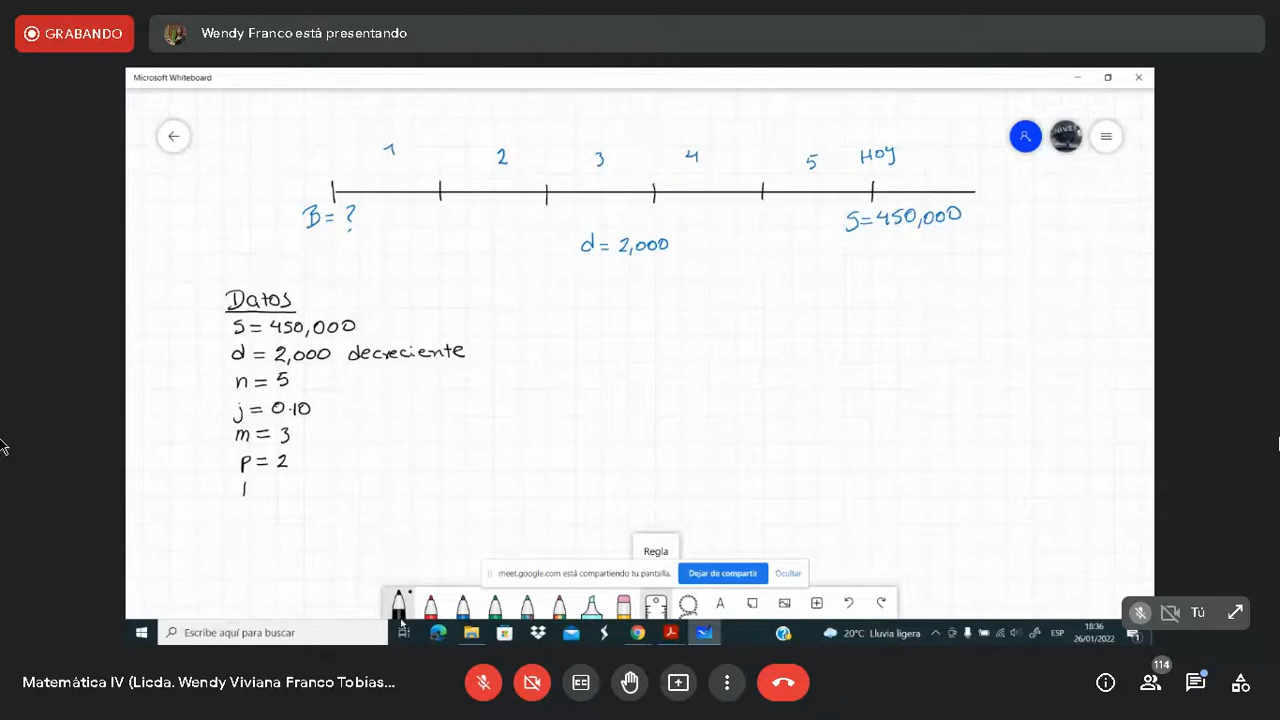 GRABANDO
Wendy Franco está presentando
Microsoft Whiteboard
1 2 3 4 5 Hoy
B = ? S = 450,000
d = 2,000
Datos
S = 450,000
d = 2,000 decreciente
n = 5
j = 0.10
m = 3
p = 2
Regla
meet.google.com está compartiendo tu pantalla.
Dejar de compartir
Ocultar
A
Escribe aquí para buscar
20°C Lluvia ligera
ESP
18:36
26/01/2022
Tú
Matemática IV (Licda. Wendy Viviana Franco Tobias...
114